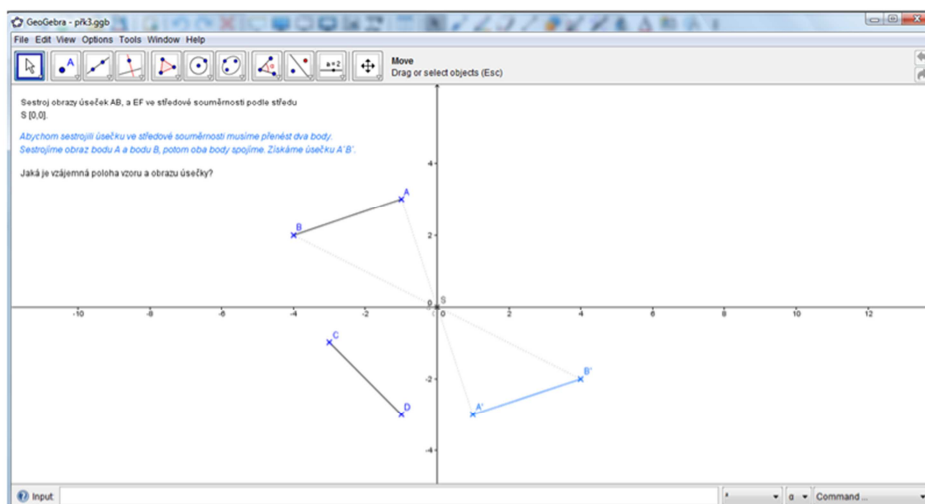 GeoGebra - přk3.ggb
File Edit View Options Tools Window Help
A
α
a=2
Move
Drag or select objects (Esc)
Sestroj obrazy úseček AB, a EF ve středové souměrnosti podle středu
S [0,0].
Abychom sestrojili úsečku ve středové souměrnosti musíme přenést dva body.
Sestrojíme obraz bodu A a bodu B, potom oba body spojíme. Získáme úsečku A'B'.
Jaká je vzájemná poloha vzoru a obrazu úsečky?
4
A
B
2
0 S
-10 -8 -6 -4 -2 0 2 4 6 8 10 12
C
-2
B'
D
A'
-4
Input:
α
Command ...